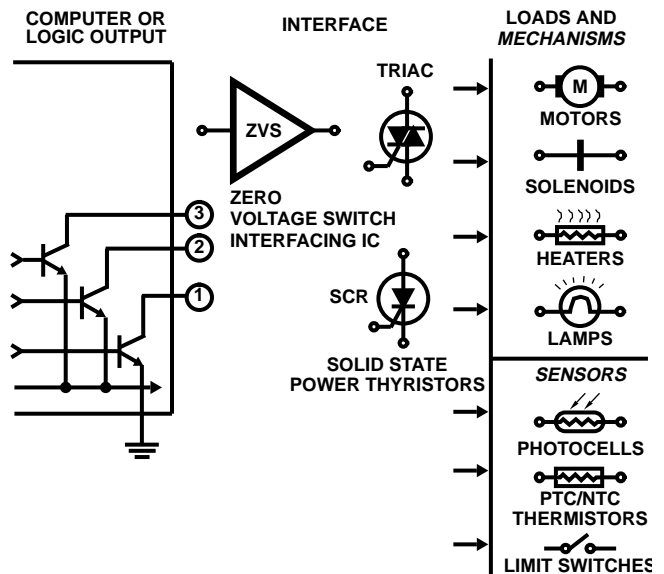 COMPUTER OR
LOGIC OUTPUT
INTERFACE
LOADS AND
MECHANISMS
TRIAC
ZVS
M
MOTORS
SOLENOIDS
ZERO
VOLTAGE SWITCH
INTERFACING IC
3
2
1
HEATERS
SCR
LAMPS
SOLID STATE
POWER THYRISTORS
SENSORS
PHOTOCELLS
PTC/NTC
THERMISTORS
LIMIT SWITCHES